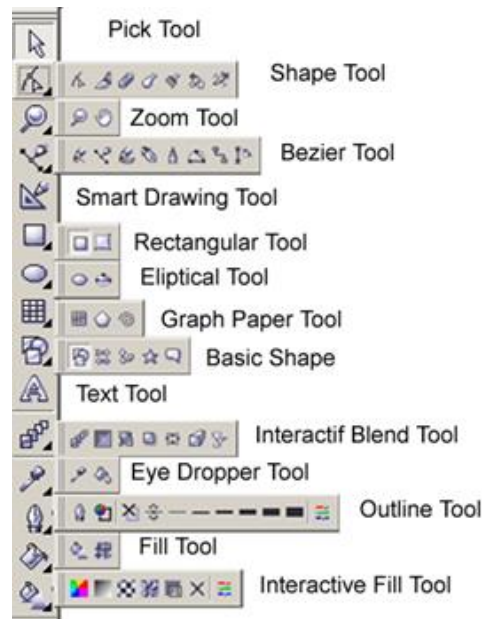 Pick Tool
Shape Tool
Zoom Tool
Bezier Tool
Smart Drawing Tool
Rectangular Tool
Eliptical Tool
Graph Paper Tool
Basic Shape
Text Tool
Interactif Blend Tool
Eye Dropper Tool
Outline Tool
Fill Tool
Interactive Fill Tool